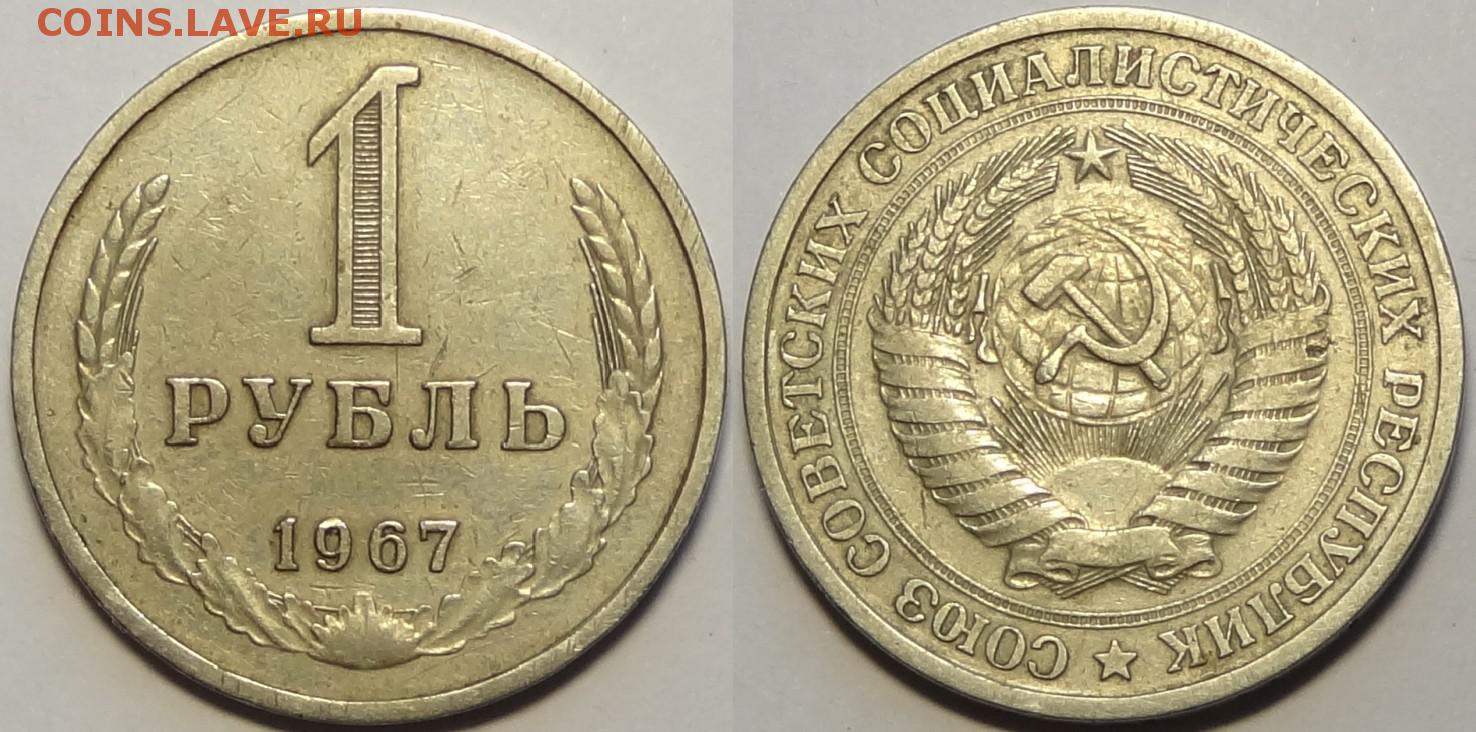 COINS.LAVE.RU
1
РУБЛЬ
1967
СОЮЗ СОВЕТСКИХ СОЦИАЛИСТИЧЕСКИХ РЕСПУБЛИК